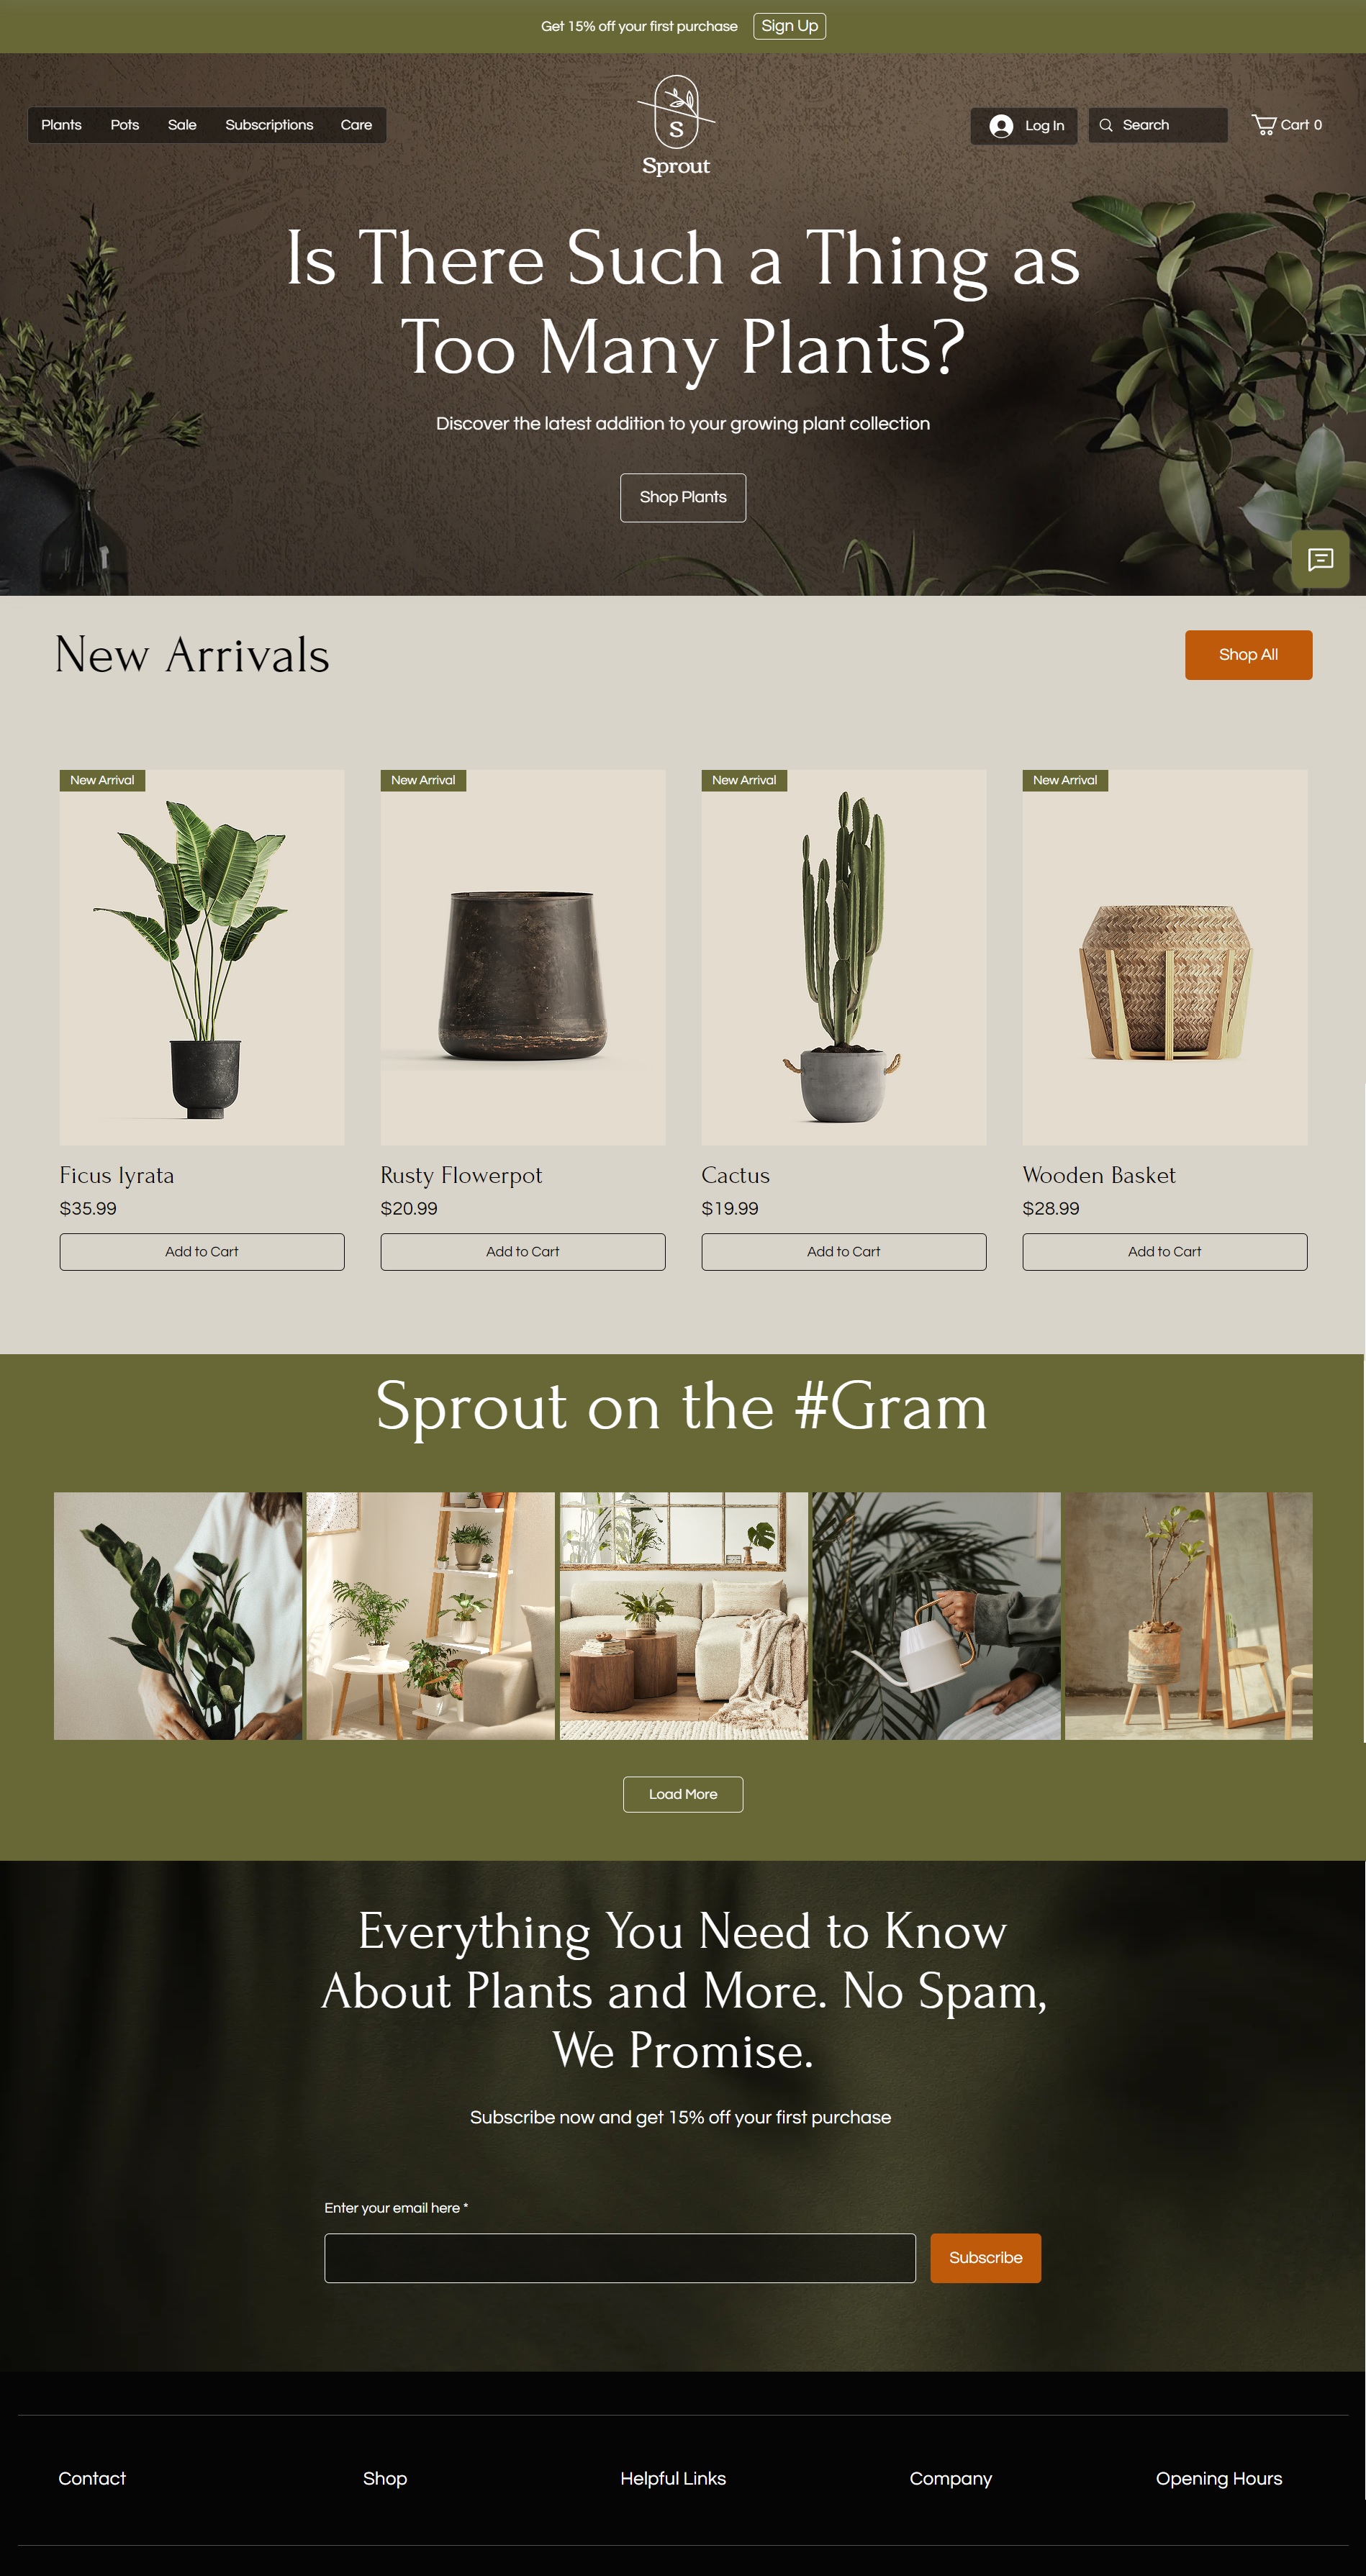 Get 15% off your first purchase
Sign Up
Plants
Pots
Sale
Subscriptions
Care
S
Sprout
Log In
Search
Cart 0
Is There Such a Thing as
Too Many Plants?
Discover the latest addition to your growing plant collection
Shop Plants
New Arrivals
Shop All
New Arrival
New Arrival
New Arrival
New Arrival
Ficus lyrata
$35.99
Add to Cart
Rusty Flowerpot
$20.99
Add to Cart
Cactus
$19.99
Add to Cart
Wooden Basket
$28.99
Add to Cart
Sprout on the #Gram
Load More
Everything You Need to Know
About Plants and More. No Spam,
We Promise.
Subscribe now and get 15% off your first purchase
Enter your email here *
Subscribe
Contact
Shop
Helpful Links
Company
Opening Hours